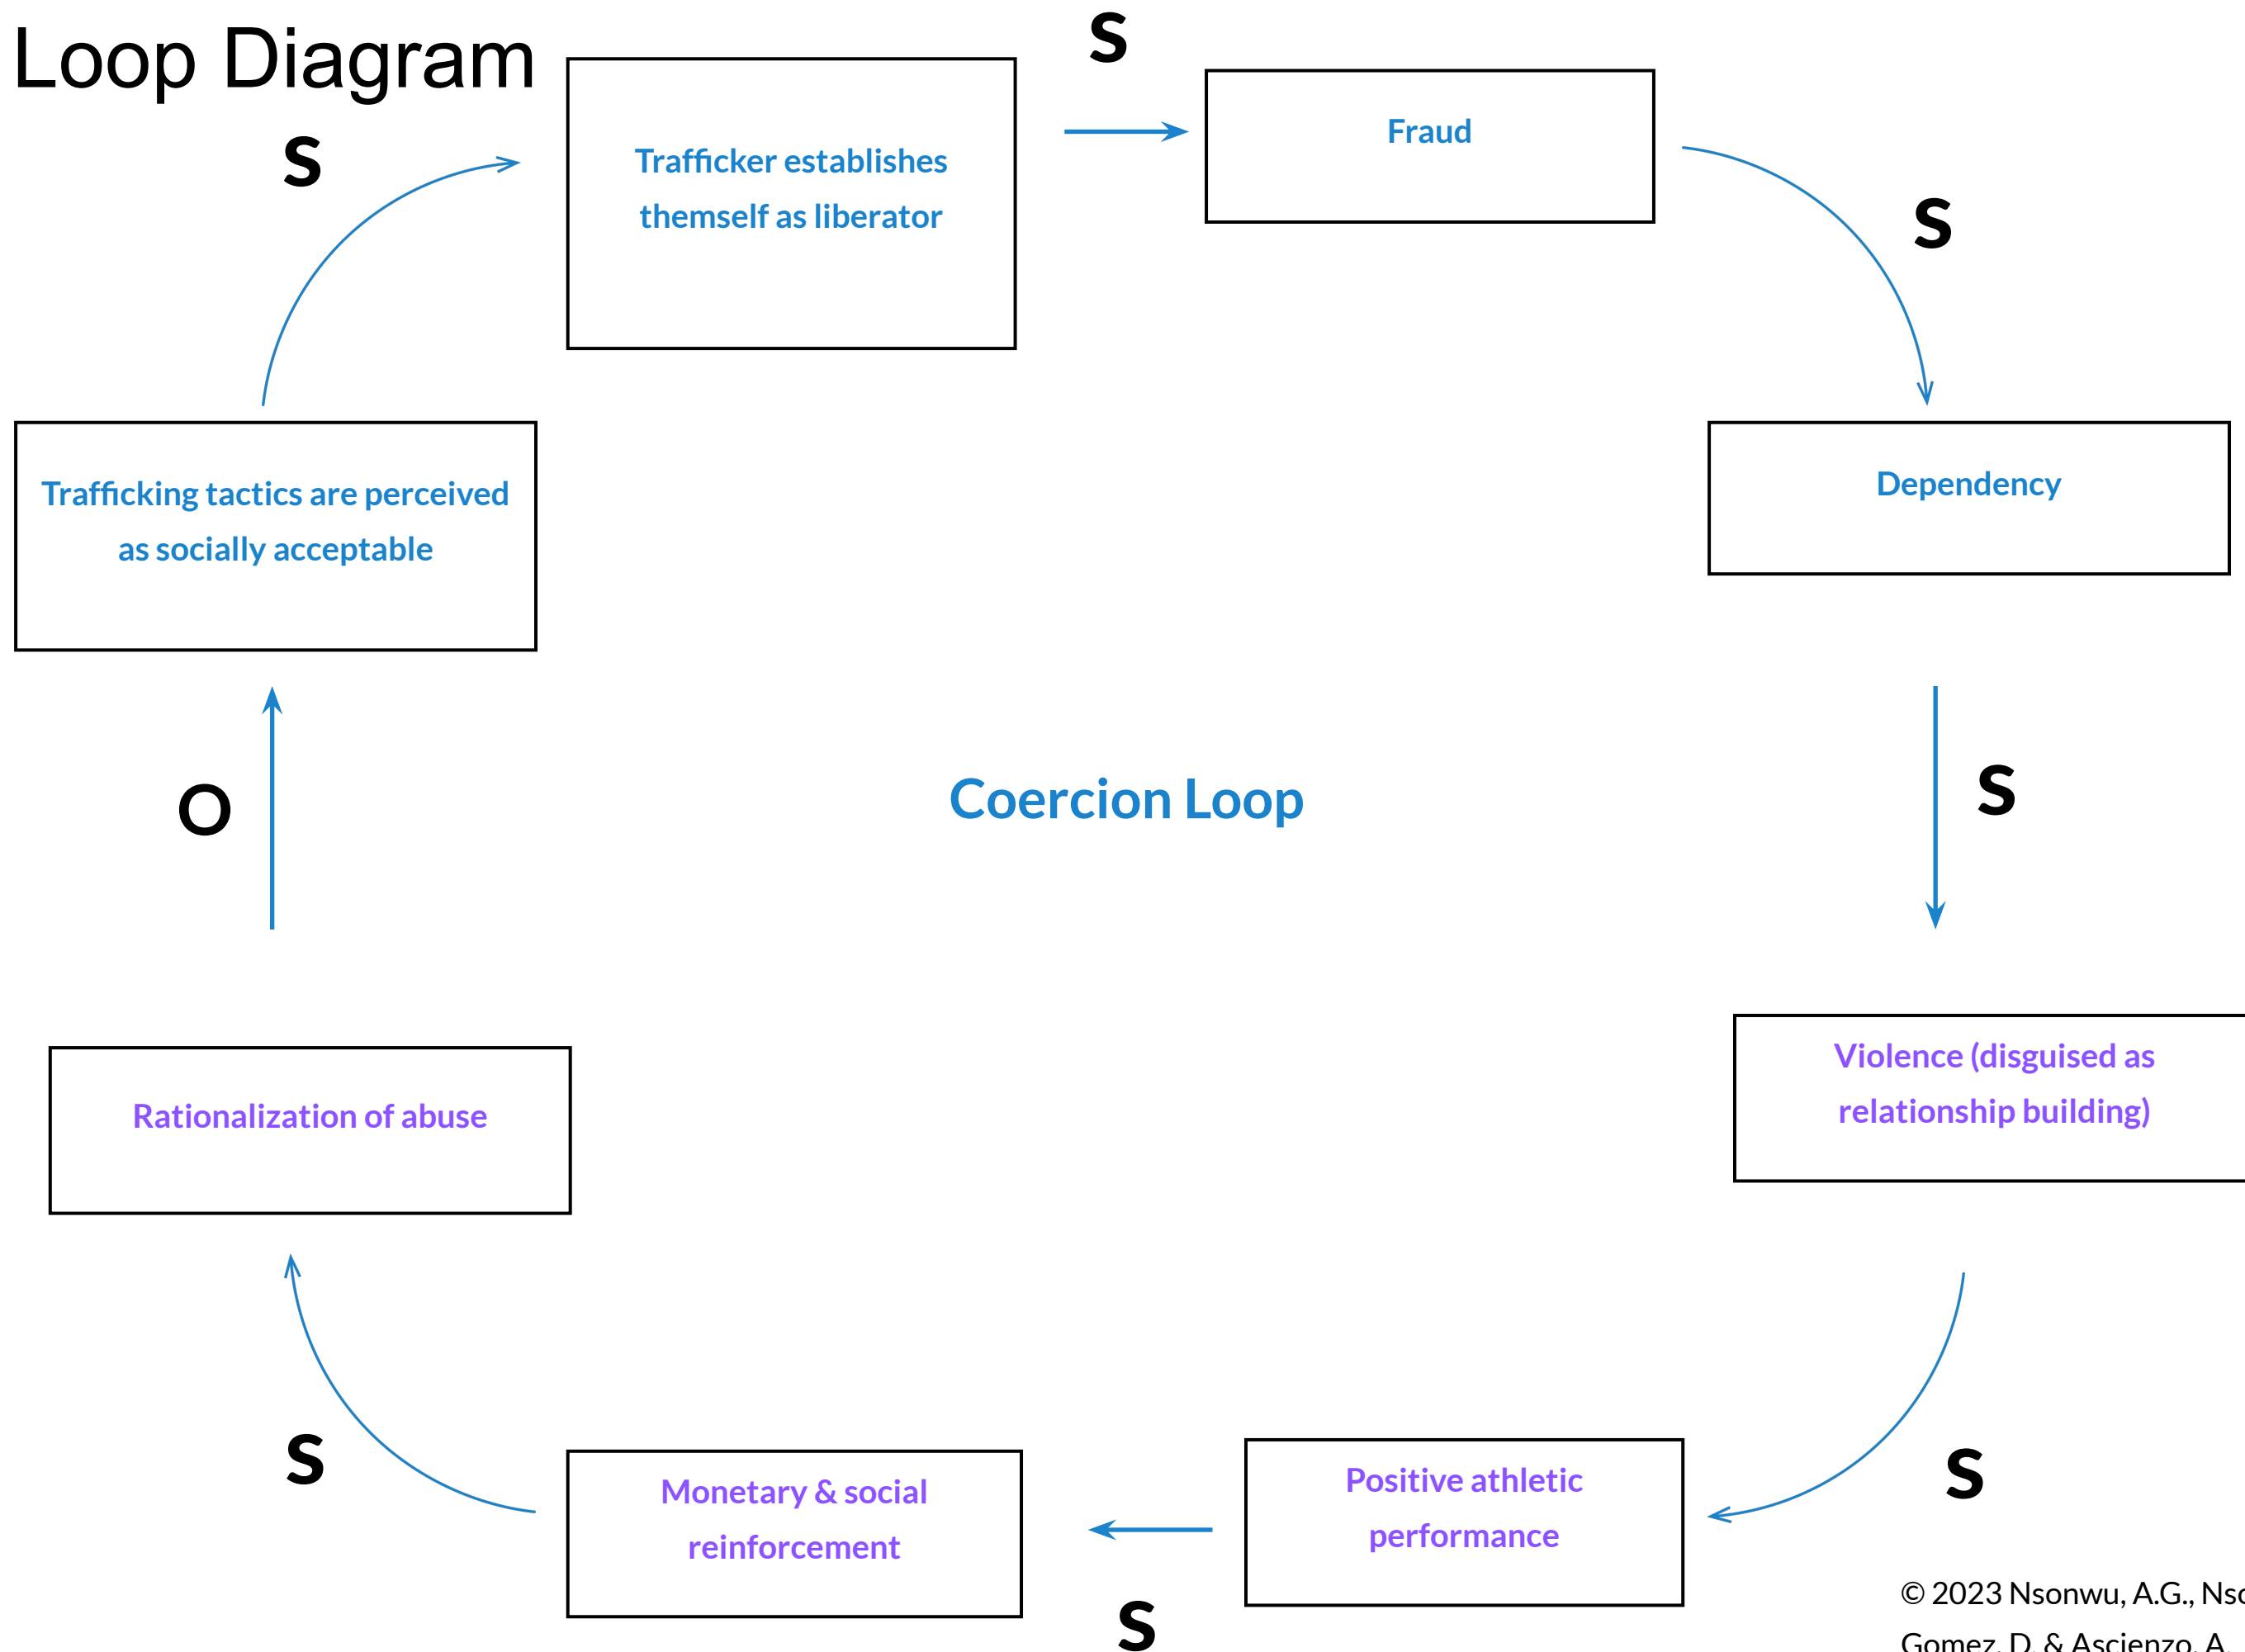 Loop Diagram
S
S
Trafficker establishes
themself as liberator
Fraud
S
Trafficking tactics are perceived
as socially acceptable
Dependency
O
Coercion Loop
S
Rationalization of abuse
Violence (disguised as
relationship building)
S
Monetary & social
reinforcement
Positive athletic
performance
S
S
© 2023 Nsonwu, A.G.,
Gomez, D. & Ascienzo, A.